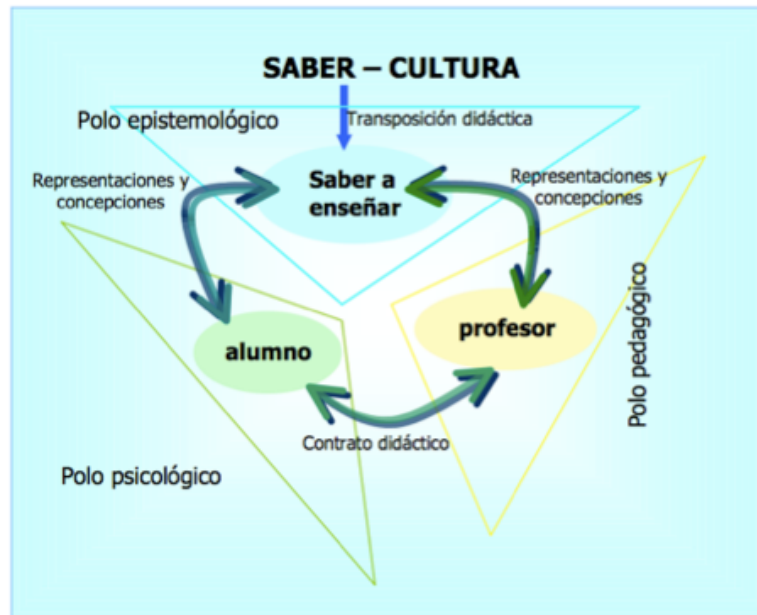 SABER – CULTURA
Polo epistemológico
Transposición didáctica
Representaciones y
concepciones
Saber a
enseñar
Representaciones y
concepciones
alumno
profesor
Polo pedagógico
Contrato didáctico
Polo psicológico